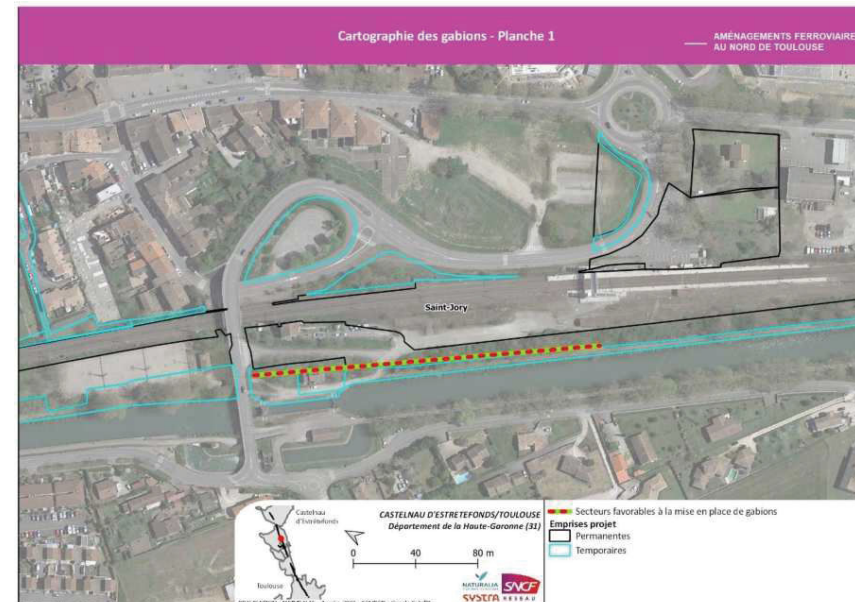 Cartographie des gabions - Planche 1
AMÉNAGEMENTS FERROVIAIRE
AU NORD DE TOULOUSE
Saint-Jory
Castelnau
d'Estrétefonds
Toulouse
CASTELNAU D'ESTRETEFONDS/TOULOUSE
Département de la Haute-Garonne (31)
0 40 80 m
NATURALIA
SYSTRA
SNCF
RESEAU
Secteurs favorables à la mise en place de gabions
Emprises projet
Permanentes
Temporaires